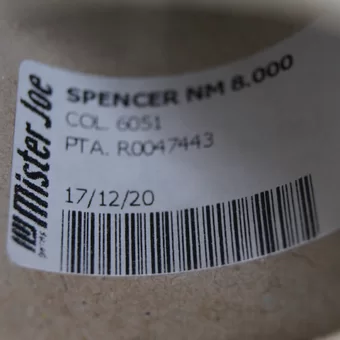 Mister Joe
SPENCER NM 8.000
COL. 6051
PTA. R0047443
17/12/20